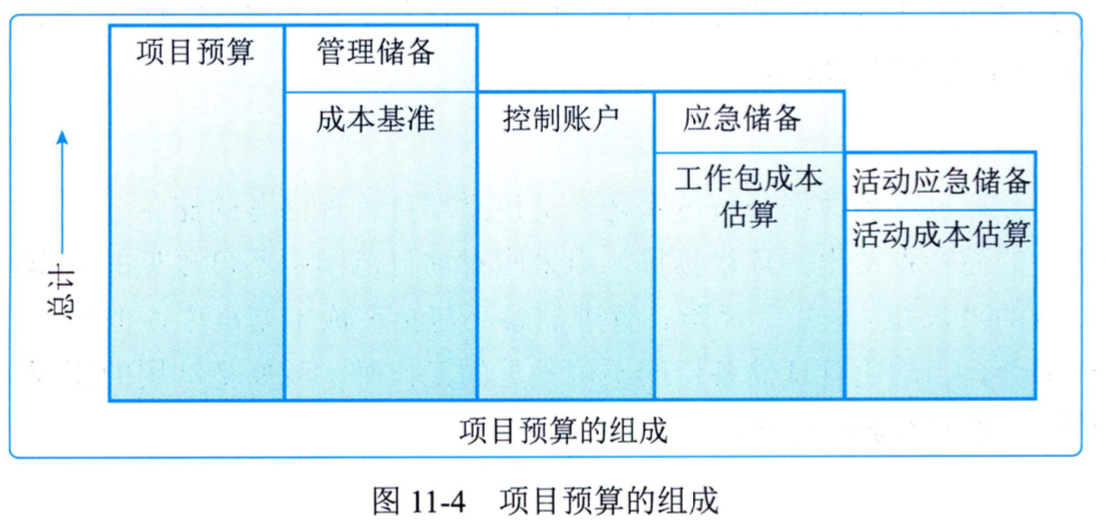 项目预算
管理储备
成本基准
控制账户
应急储备
工作包成本
估算
活动应急储备
活动成本估算
总计
项目预算的组成
图 11-4 项目预算的组成